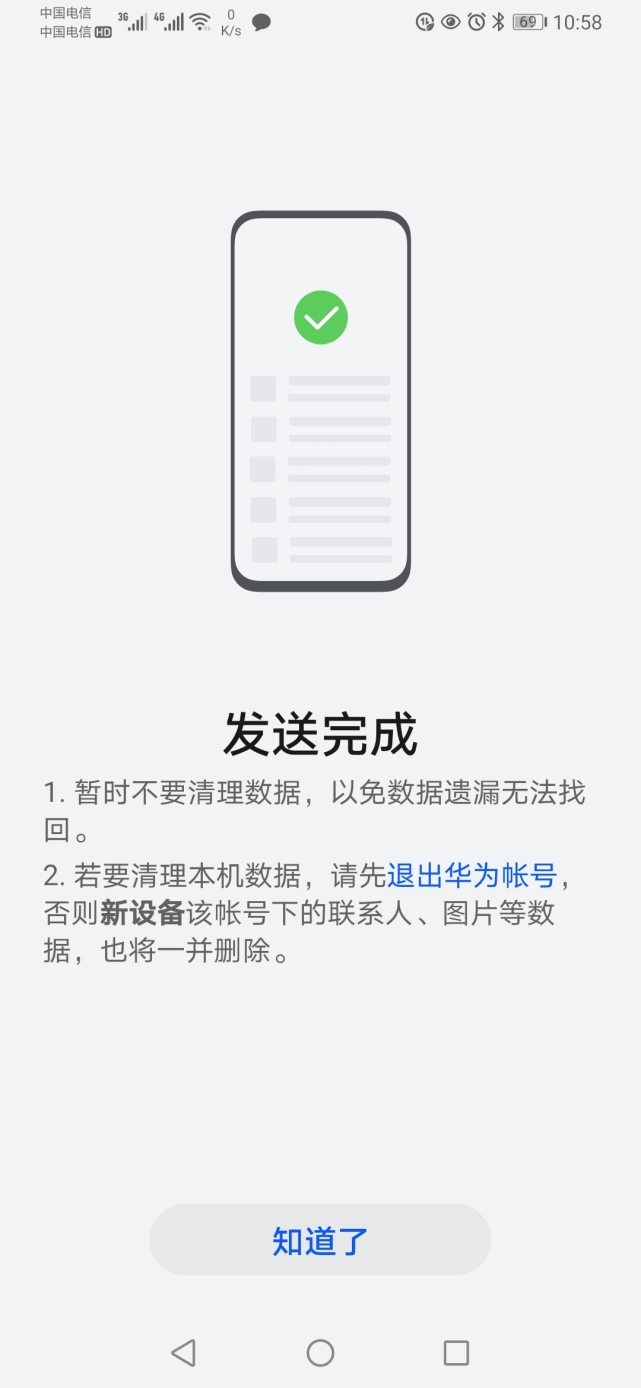 中国电信
中国电信 HD
3G 4G 0 K/s 69 10:58
发送完成
1. 暂时不要清理数据，以免数据遗漏无法找
回。
2. 若要清理本机数据，请先退出华为帐号，
否则新设备该帐号下的联系人、图片等数
据，也将一并删除。
知道了